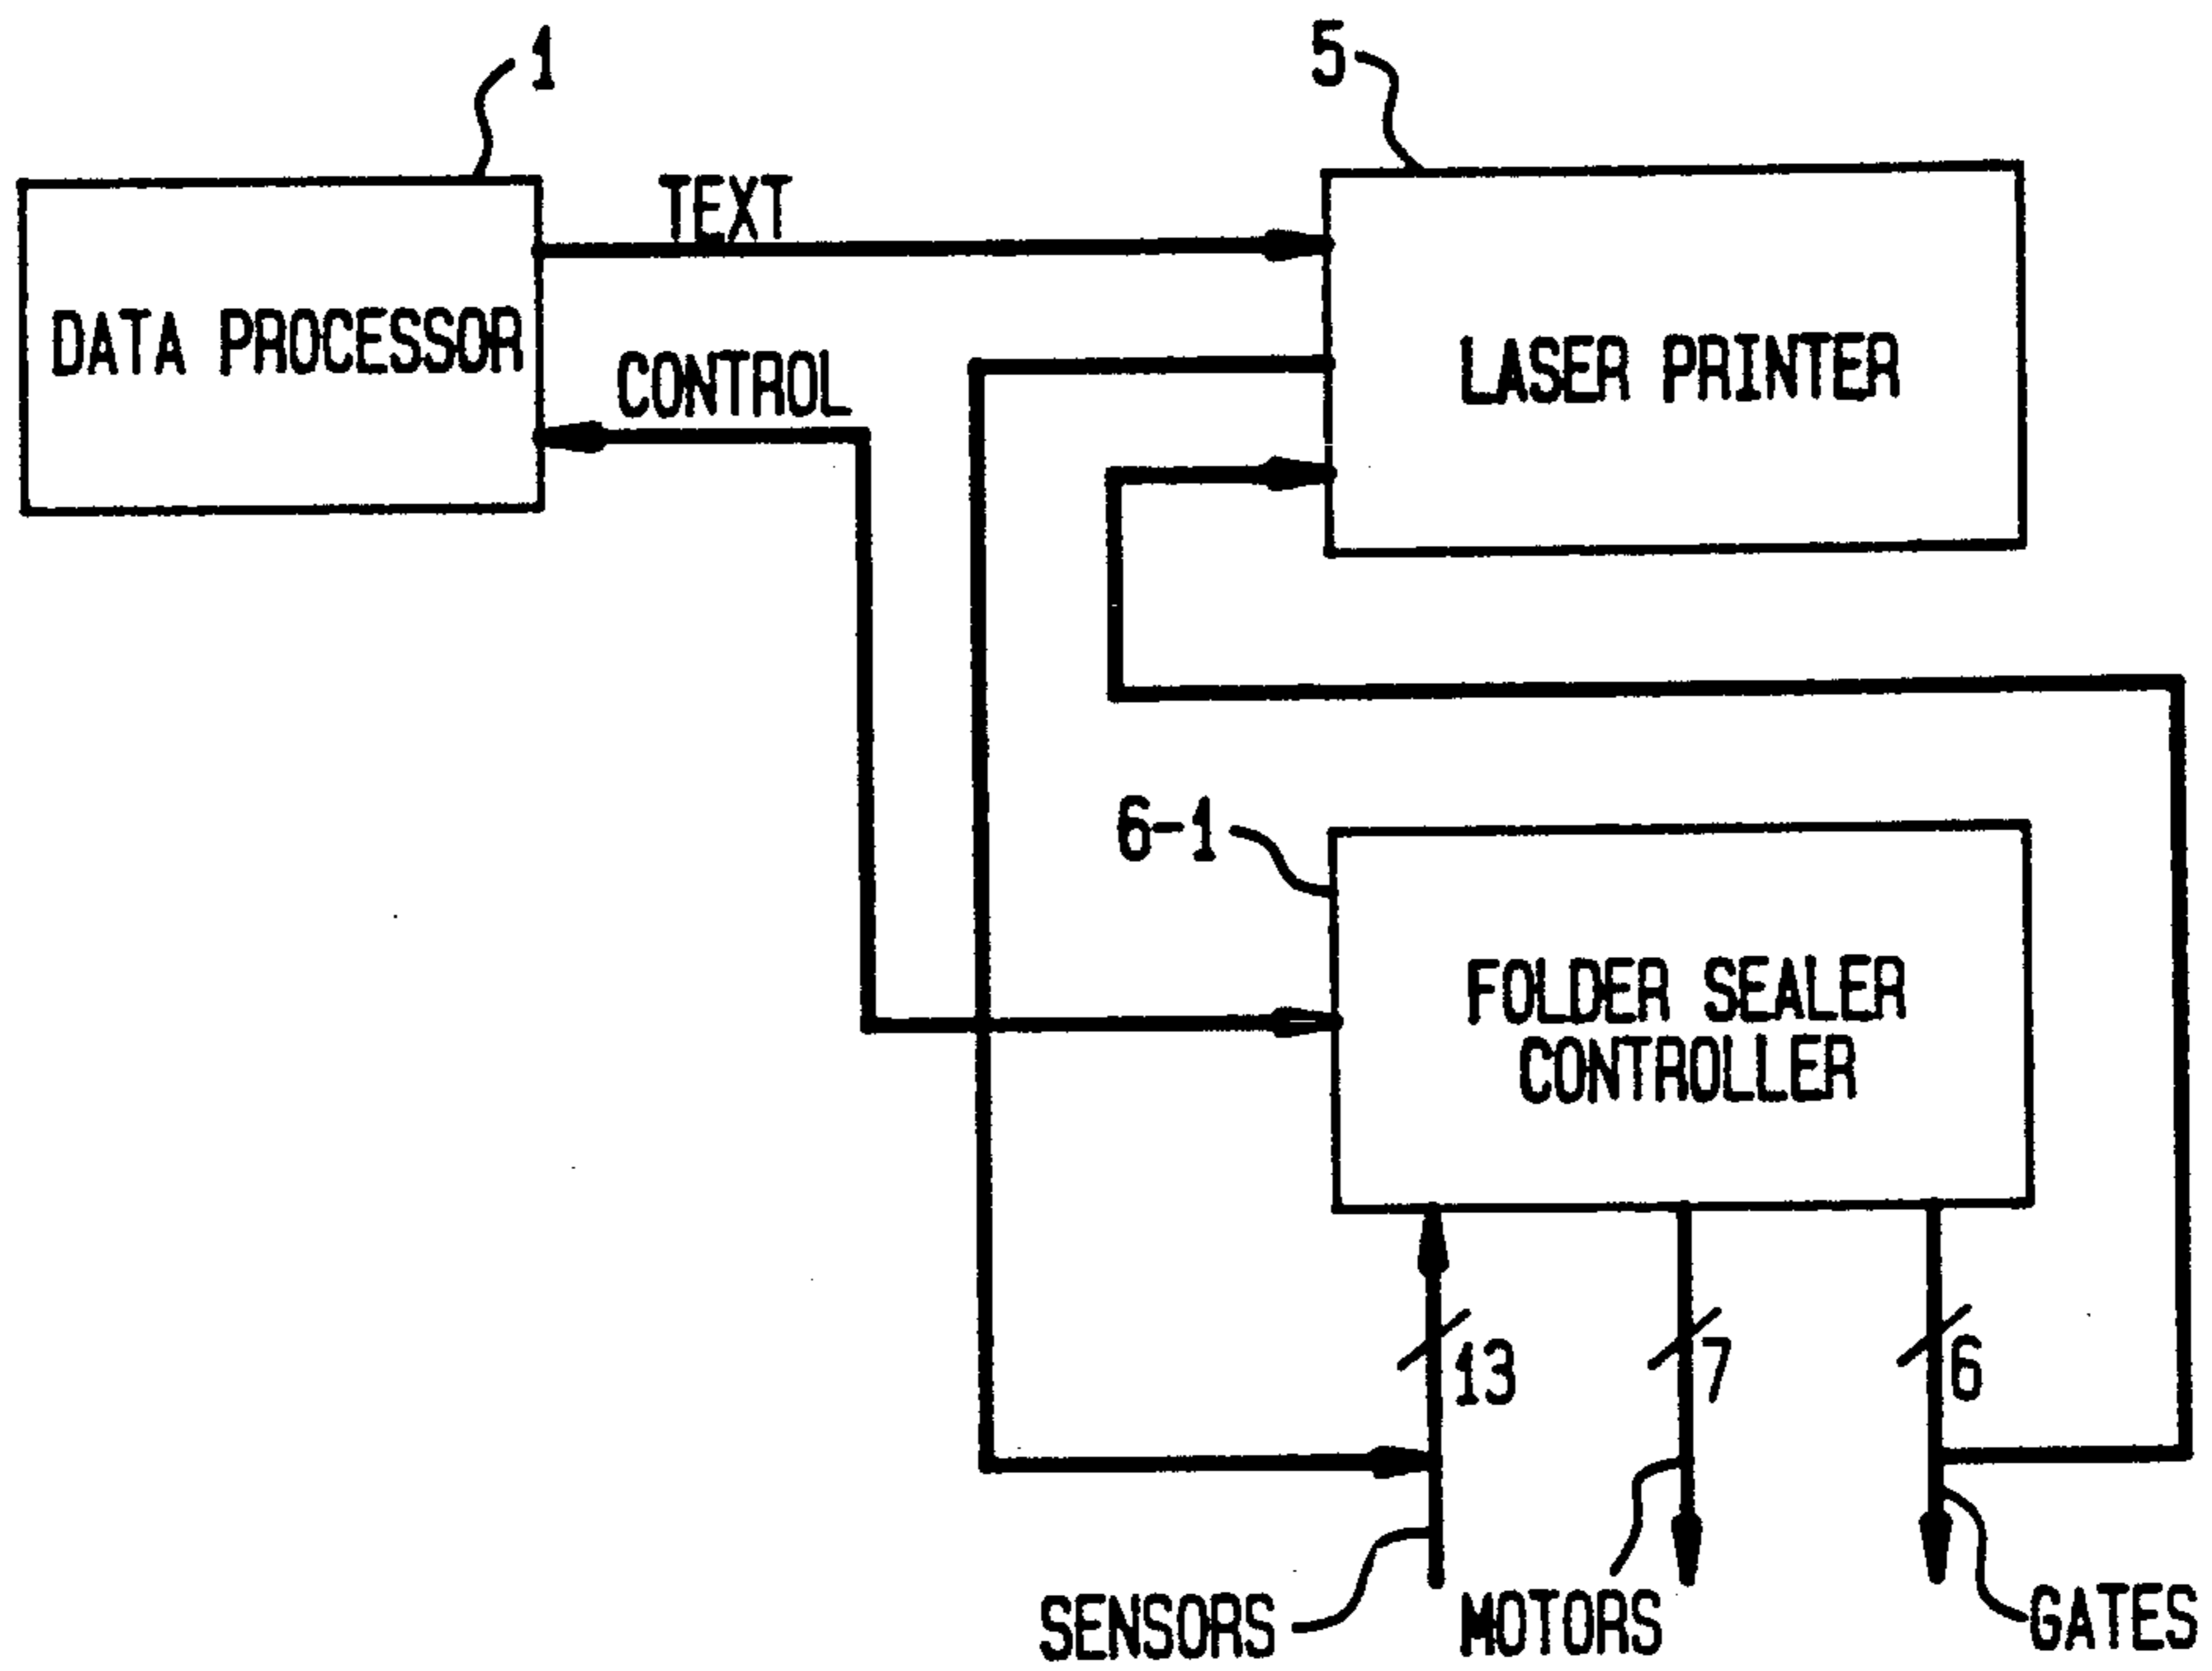 1
5
TEXT
DATA PROCESSOR
CONTROL
LASER PRINTER
6-1
FOLDER SEALER
CONTROLLER
13
7
6
SENSORS
MOTORS
GATES